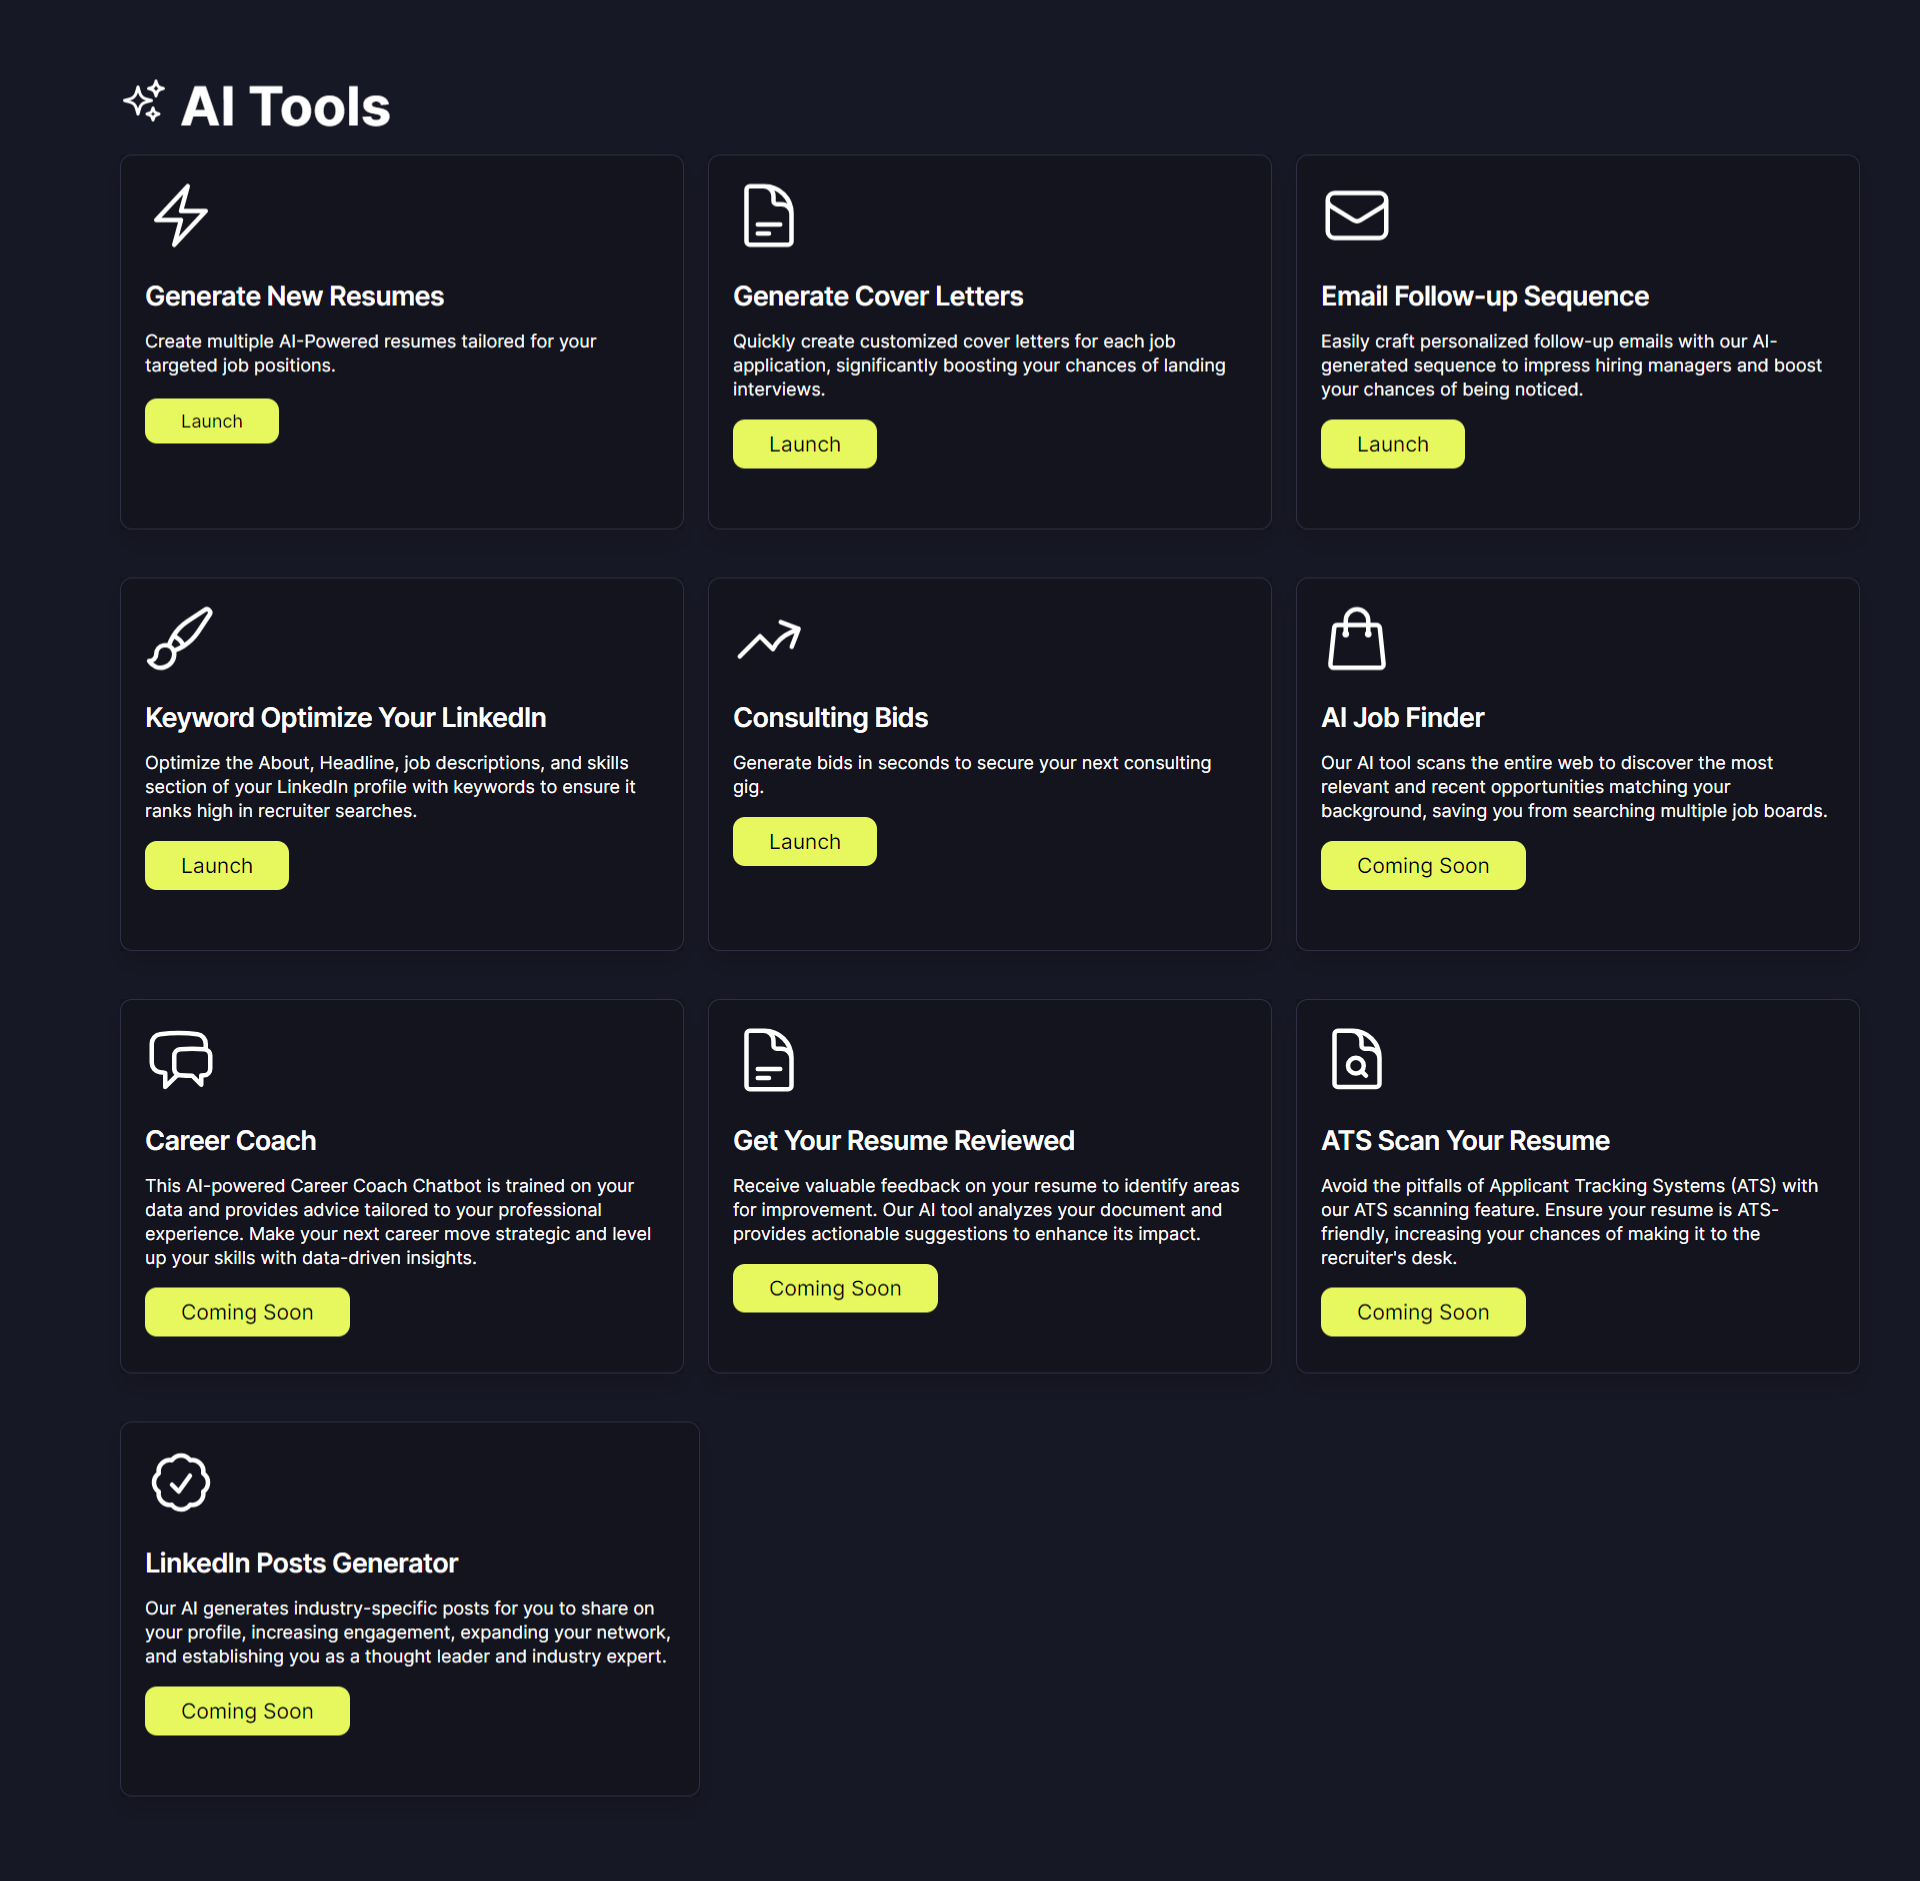 AI Tools
Generate New Resumes
Create multiple AI-Powered resumes tailored for your
targeted job positions.
Launch
Generate Cover Letters
Quickly create customized cover letters for each job
application, significantly boosting your chances of landing
interviews.
Launch
Email Follow-up Sequence
Easily craft personalized follow-up emails with our AI-
generated sequence to impress hiring managers and boost
your chances of being noticed.
Launch
Keyword Optimize Your LinkedIn
Optimize the About, Headline, job descriptions, and skills
section of your LinkedIn profile with keywords to ensure it
ranks high in recruiter searches.
Launch
Consulting Bids
Generate bids in seconds to secure your next consulting
gig.
Launch
AI Job Finder
Our AI tool scans the entire web to discover the most
relevant and recent opportunities matching your
background, saving you from searching multiple job boards.
Coming Soon
Career Coach
This AI-powered Career Coach Chatbot is trained on your
data and provides advice tailored to your professional
experience. Make your next career move strategic and level
up your skills with data-driven insights.
Coming Soon
Get Your Resume Reviewed
Receive valuable feedback on your resume to identify areas
for improvement. Our AI tool analyzes your document and
provides actionable suggestions to enhance its impact.
Coming Soon
ATS Scan Your Resume
Avoid the pitfalls of Applicant Tracking Systems (ATS) with
our ATS scanning feature. Ensure your resume is ATS-
friendly, increasing your chances of making it to the
recruiter's desk.
Coming Soon
LinkedIn Posts Generator
Our AI generates industry-specific posts for you to share on
your profile, increasing engagement, expanding your network,
and establishing you as a thought leader and industry expert.
Coming Soon